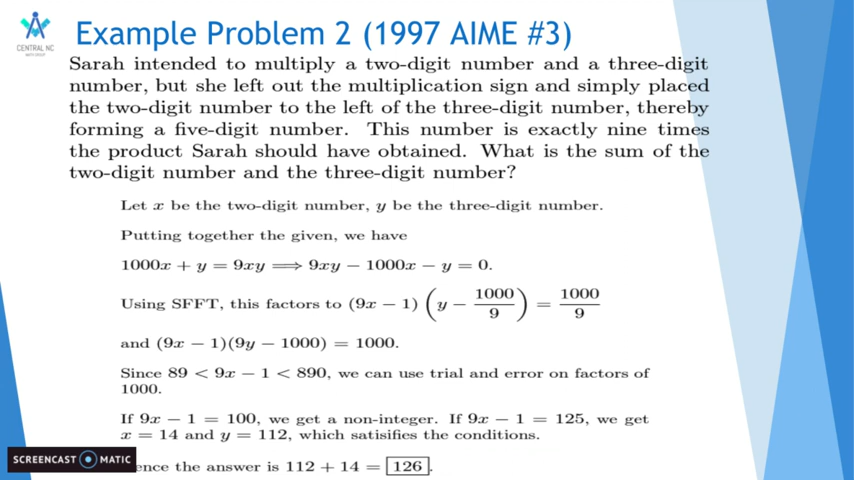 Example Problem 2 (1997 AIME #3)
CENTRAL NC
Sarah intended to multiply a two-digit number and a three-digit
number, but she left out the multiplication sign and simply placed
the two-digit number to the left of the three-digit number, thereby
forming a five-digit number. This number is exactly nine times
the product Sarah should have obtained. What is the sum of the
two-digit number and the three-digit number?
Let x be the two-digit number, y be the three-digit number.
Putting together the given, we have
1000x + y = 9xy ⟹ 9xy − 1000x − y = 0.
Using SFFT, this factors to (9x − 1) (y − 1000/9) = 1000/9
and (9x − 1)(9y − 1000) = 1000.
Since 89 < 9x − 1 < 890, we can use trial and error on factors of
1000.
If 9x − 1 = 100, we get a non-integer. If 9x − 1 = 125, we get
x = 14 and y = 112, which satisifies the conditions.
ence the answer is 112 + 14 = 126.
SCREENCAST MATIC